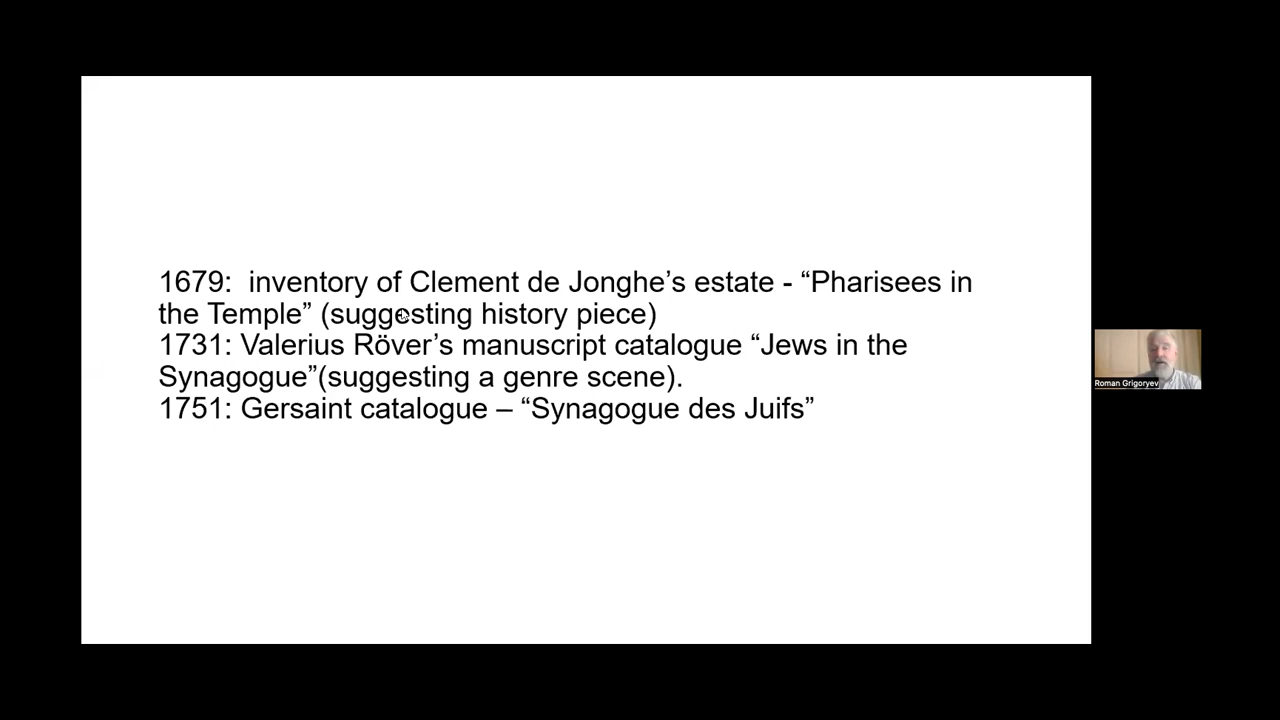 1679:  inventory of Clement de Jonghe’s estate - “Pharisees in
the Temple” (suggesting history piece)
1731: Valerius Röver’s manuscript catalogue “Jews in the
Synagogue”(suggesting a genre scene).
1751: Gersaint catalogue – “Synagogue des Juifs”
Roman Grigoryev